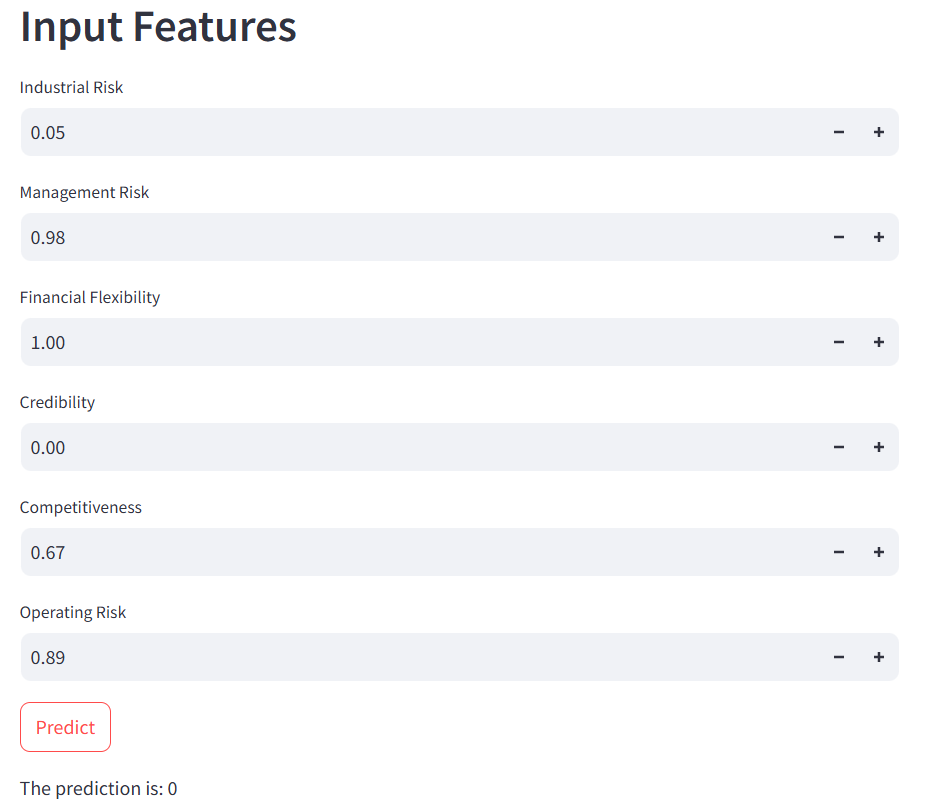 Input Features
Industrial Risk
0.05
Management Risk
0.98
Financial Flexibility
1.00
Credibility
0.00
Competitiveness
0.67
Operating Risk
0.89
Predict
The prediction is: 0